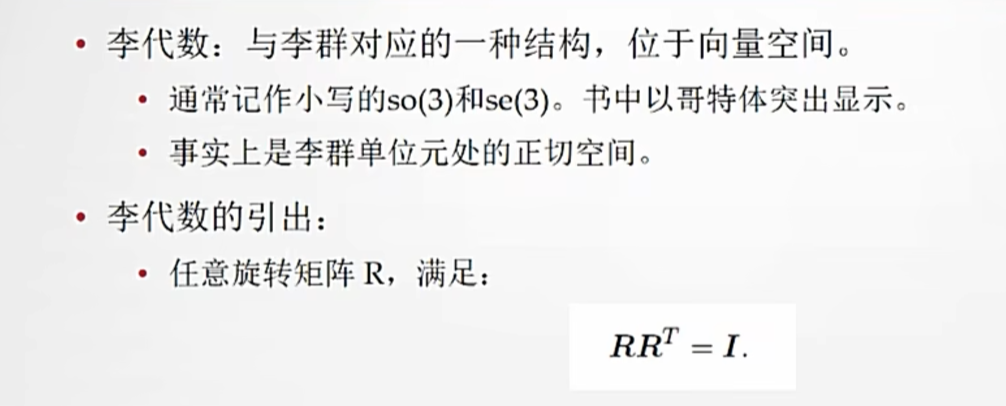 • 李代数：与李群对应的一种结构，位于向量空间。
• 通常记作小写的so(3)和se(3)。书中以哥特体突出显示。
• 事实上是李群单位元处的正切空间。
• 李代数的引出：
• 任意旋转矩阵 R，满足：
RRᵀ = I.